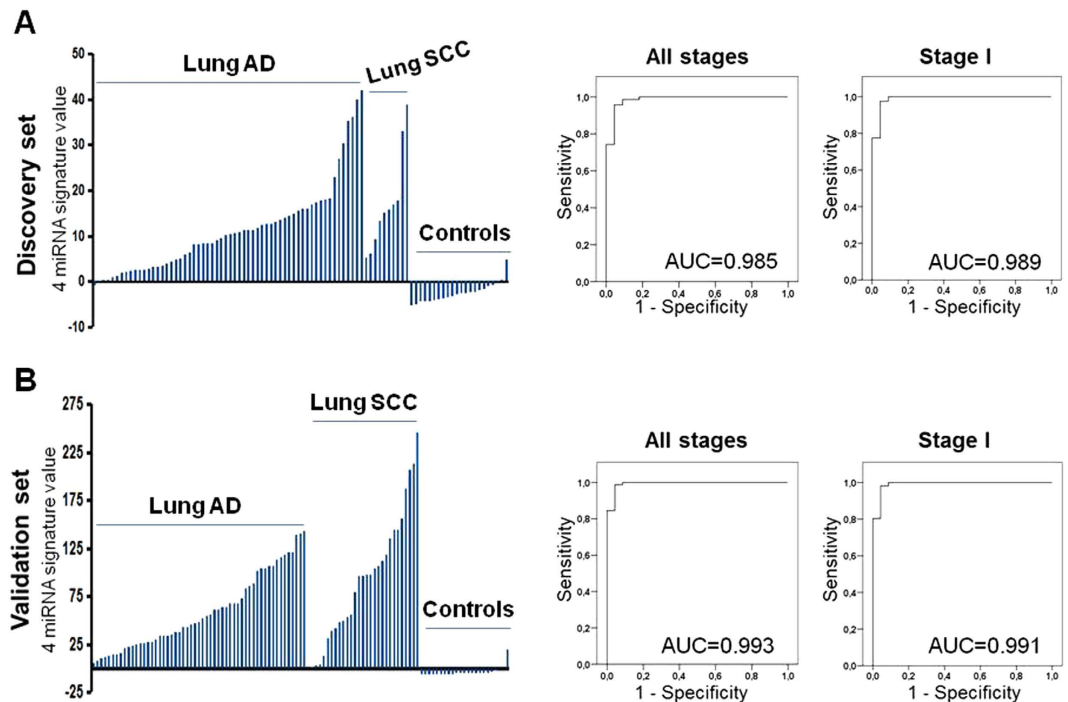 A
Discovery set
4 miRNA signature value
50
40
30
20
10
0
-10
Lung AD
Lung SCC
Controls
All stages
Sensitivity
1,0
0,8
0,6
0,4
0,2
0,0
AUC=0.985
0,0 0,2 0,4 0,6 0,8 1,0
1 - Specificity
Stage I
Sensitivity
1,0
0,8
0,6
0,4
0,2
0,0
AUC=0.989
0,0 0,2 0,4 0,6 0,8 1,0
1 - Specificity
B
Validation set
4 miRNA signature value
275
225
175
125
75
25
-25
Lung AD
Lung SCC
Controls
All stages
Sensitivity
1,0
0,8
0,6
0,4
0,2
0,0
AUC=0.993
0,0 0,2 0,4 0,6 0,8 1,0
1 - Specificity
Stage I
Sensitivity
1,0
0,8
0,6
0,4
0,2
0,0
AUC=0.991
0,0 0,2 0,4 0,6 0,8 1,0
1 - Specificity